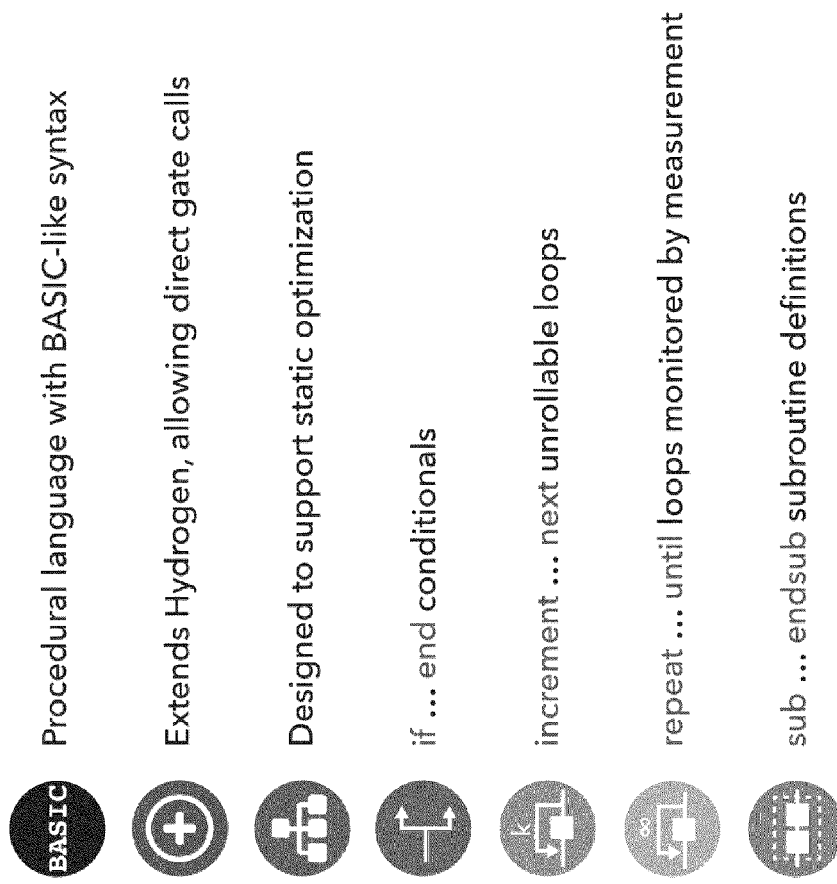 BASIC Procedural language with BASIC-like syntax
Extends Hydrogen, allowing direct gate calls
Designed to support static optimization
if ... end conditionals
k increment ... next unrollable loops
∞ repeat ... until loops monitored by measurement
sub ... endsub subroutine definitions